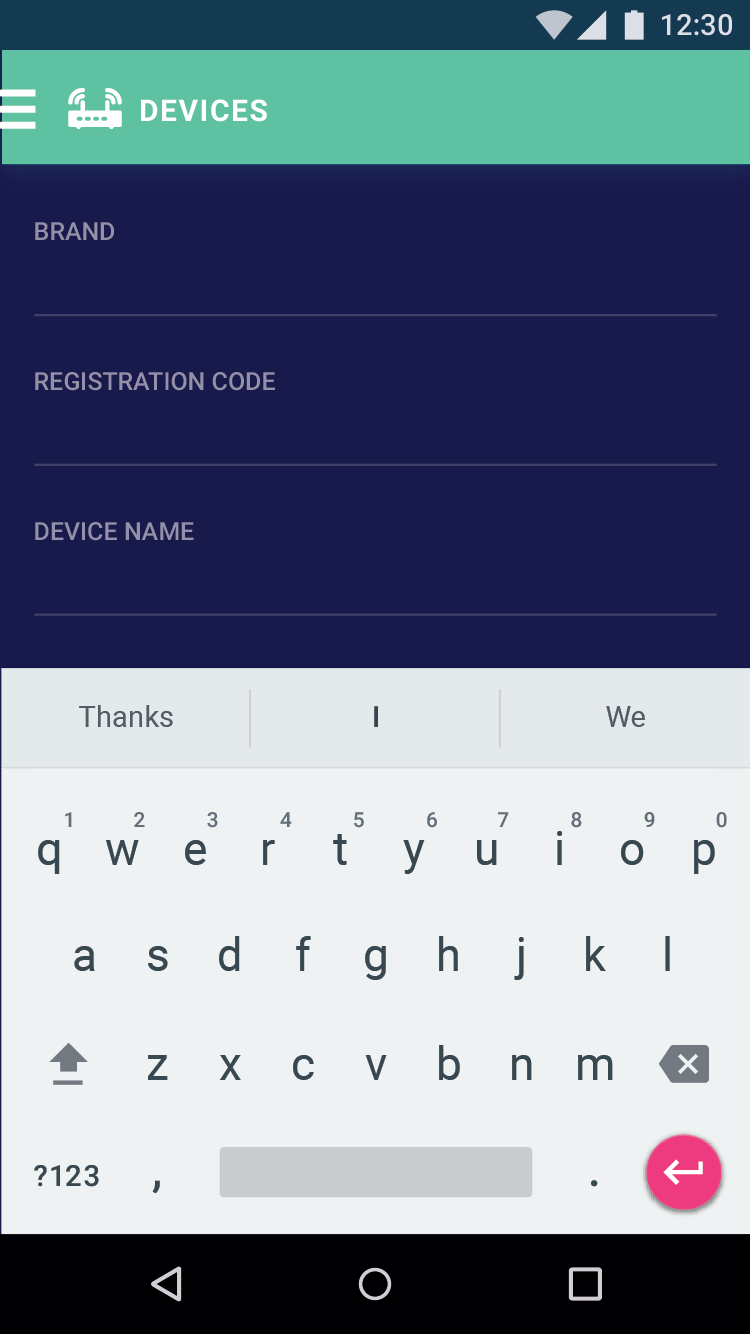 12:30
DEVICES
BRAND
REGISTRATION CODE
DEVICE NAME
Thanks I We
1 2 3 4 5 6 7 8 9 0
q w e r t y u i o p
a s d f g h j k l
z x c v b n m
?123 , .